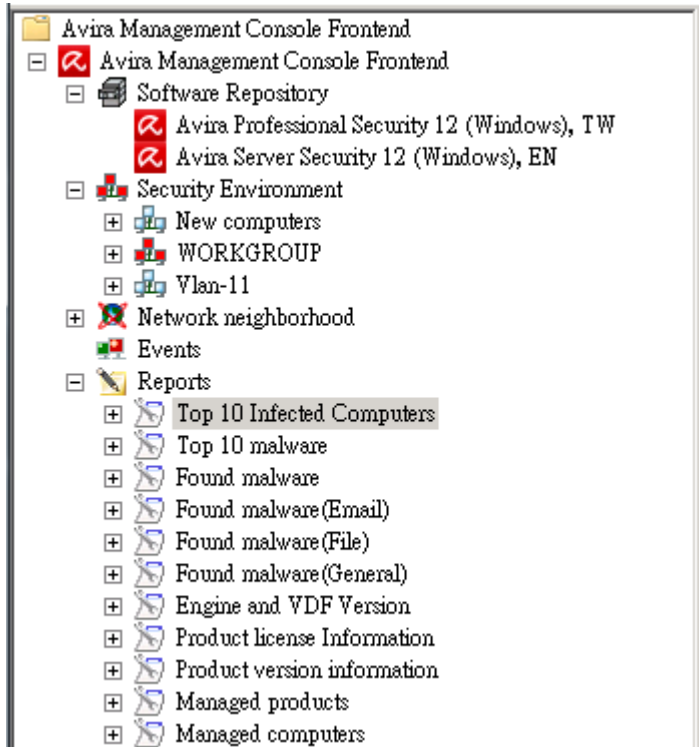 Avira Management Console Frontend
Avira Management Console Frontend
Software Repository
Avira Professional Security 12 (Windows), TW
Avira Server Security 12 (Windows), EN
Security Environment
New computers
WORKGROUP
Vlan-11
Network neighborhood
Events
Reports
Top 10 Infected Computers
Top 10 malware
Found malware
Found malware(Email)
Found malware(File)
Found malware(General)
Engine and VDF Version
Product license Information
Product version information
Managed products
Managed computers